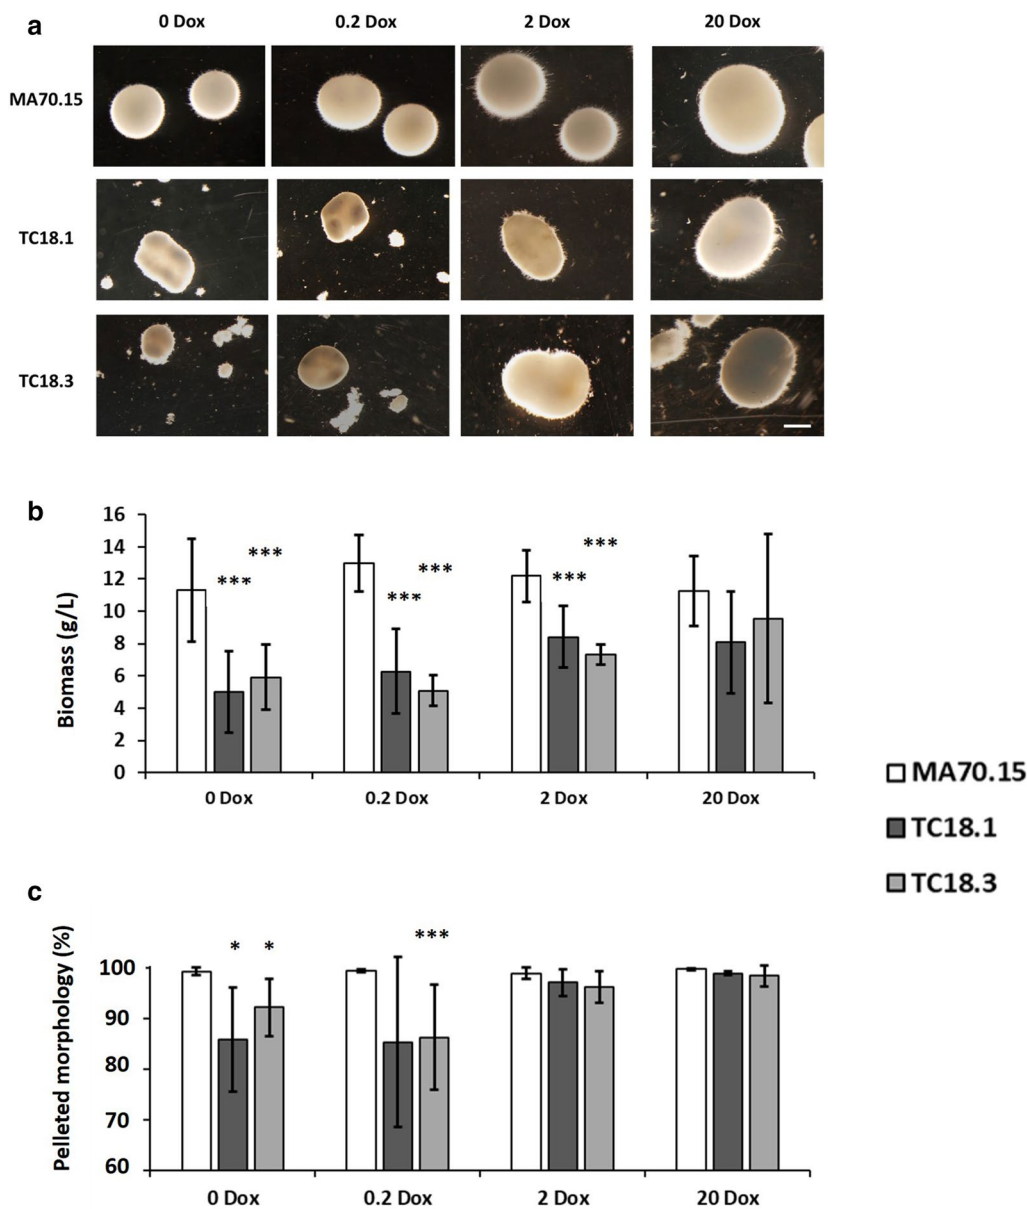 a
0 Dox 0.2 Dox 2 Dox 20 Dox
MA70.15
TC18.1
TC18.3
b
Biomass (g/L)
16
14
12
10
8
6
4
2
0
*** ***
*** ***
*** ***
0 Dox 0.2 Dox 2 Dox 20 Dox
MA70.15
TC18.1
TC18.3
c
Pelleted morphology (%)
100
90
80
70
60
* *
***
0 Dox 0.2 Dox 2 Dox 20 Dox